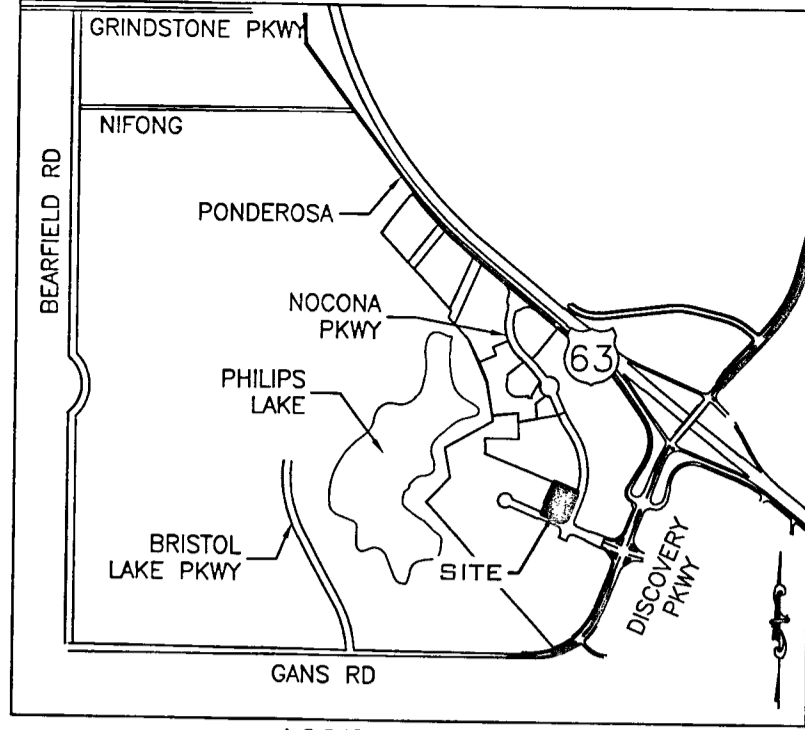 GRINDSTONE PKWY
NIFONG
BEARFIELD RD
PONDEROSA
NOCONA
PKWY
63
PHILIPS
LAKE
BRISTOL
LAKE PKWY
SITE
DISCOVERY
PKWY
GANS RD